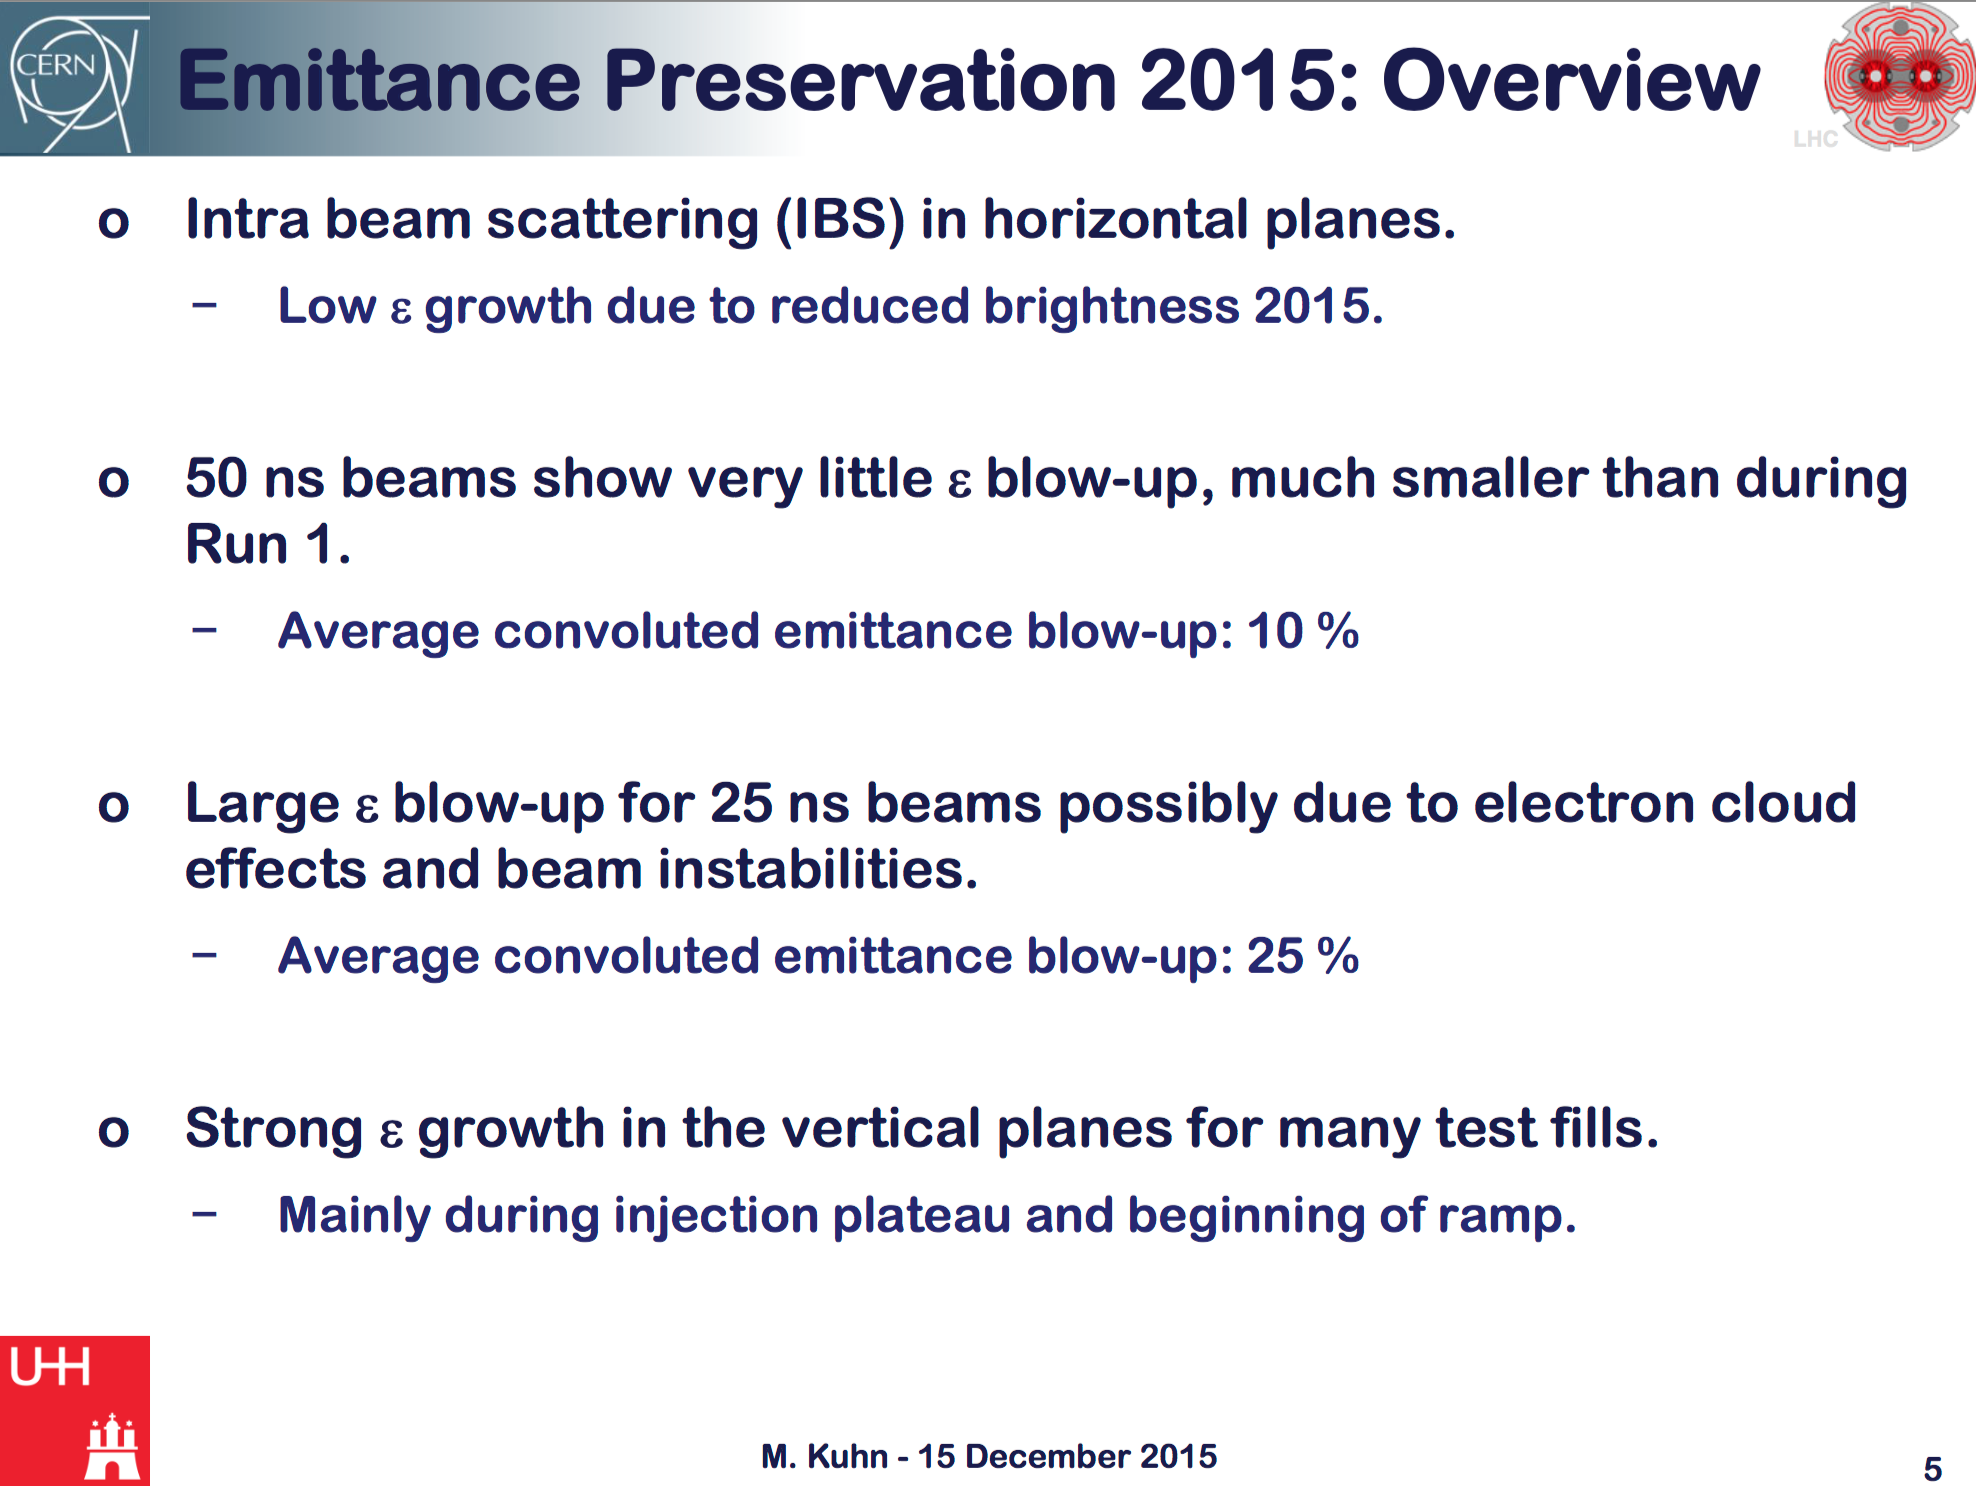 CERN
Emittance Preservation 2015: Overview
LHC
o Intra beam scattering (IBS) in horizontal planes.
– Low ε growth due to reduced brightness 2015.
o 50 ns beams show very little ε blow-up, much smaller than during
Run 1.
– Average convoluted emittance blow-up: 10 %
o Large ε blow-up for 25 ns beams possibly due to electron cloud
effects and beam instabilities.
– Average convoluted emittance blow-up: 25 %
o Strong ε growth in the vertical planes for many test fills.
– Mainly during injection plateau and beginning of ramp.
UHH
M. Kuhn - 15 December 2015
5